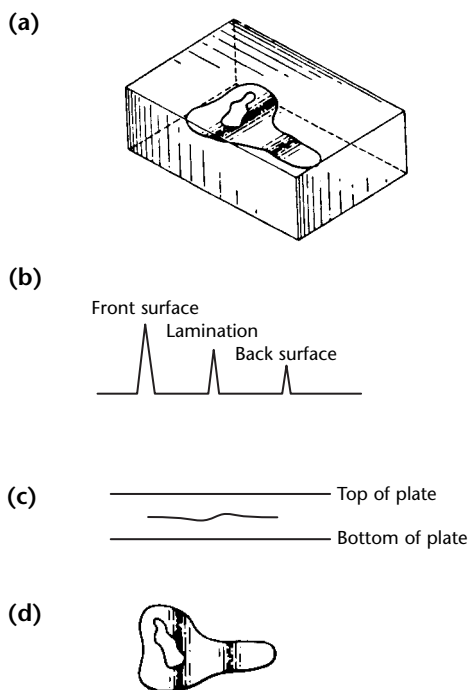 (a)
(b)
Front surface
Lamination
Back surface
(c)
Top of plate
Bottom of plate
(d)